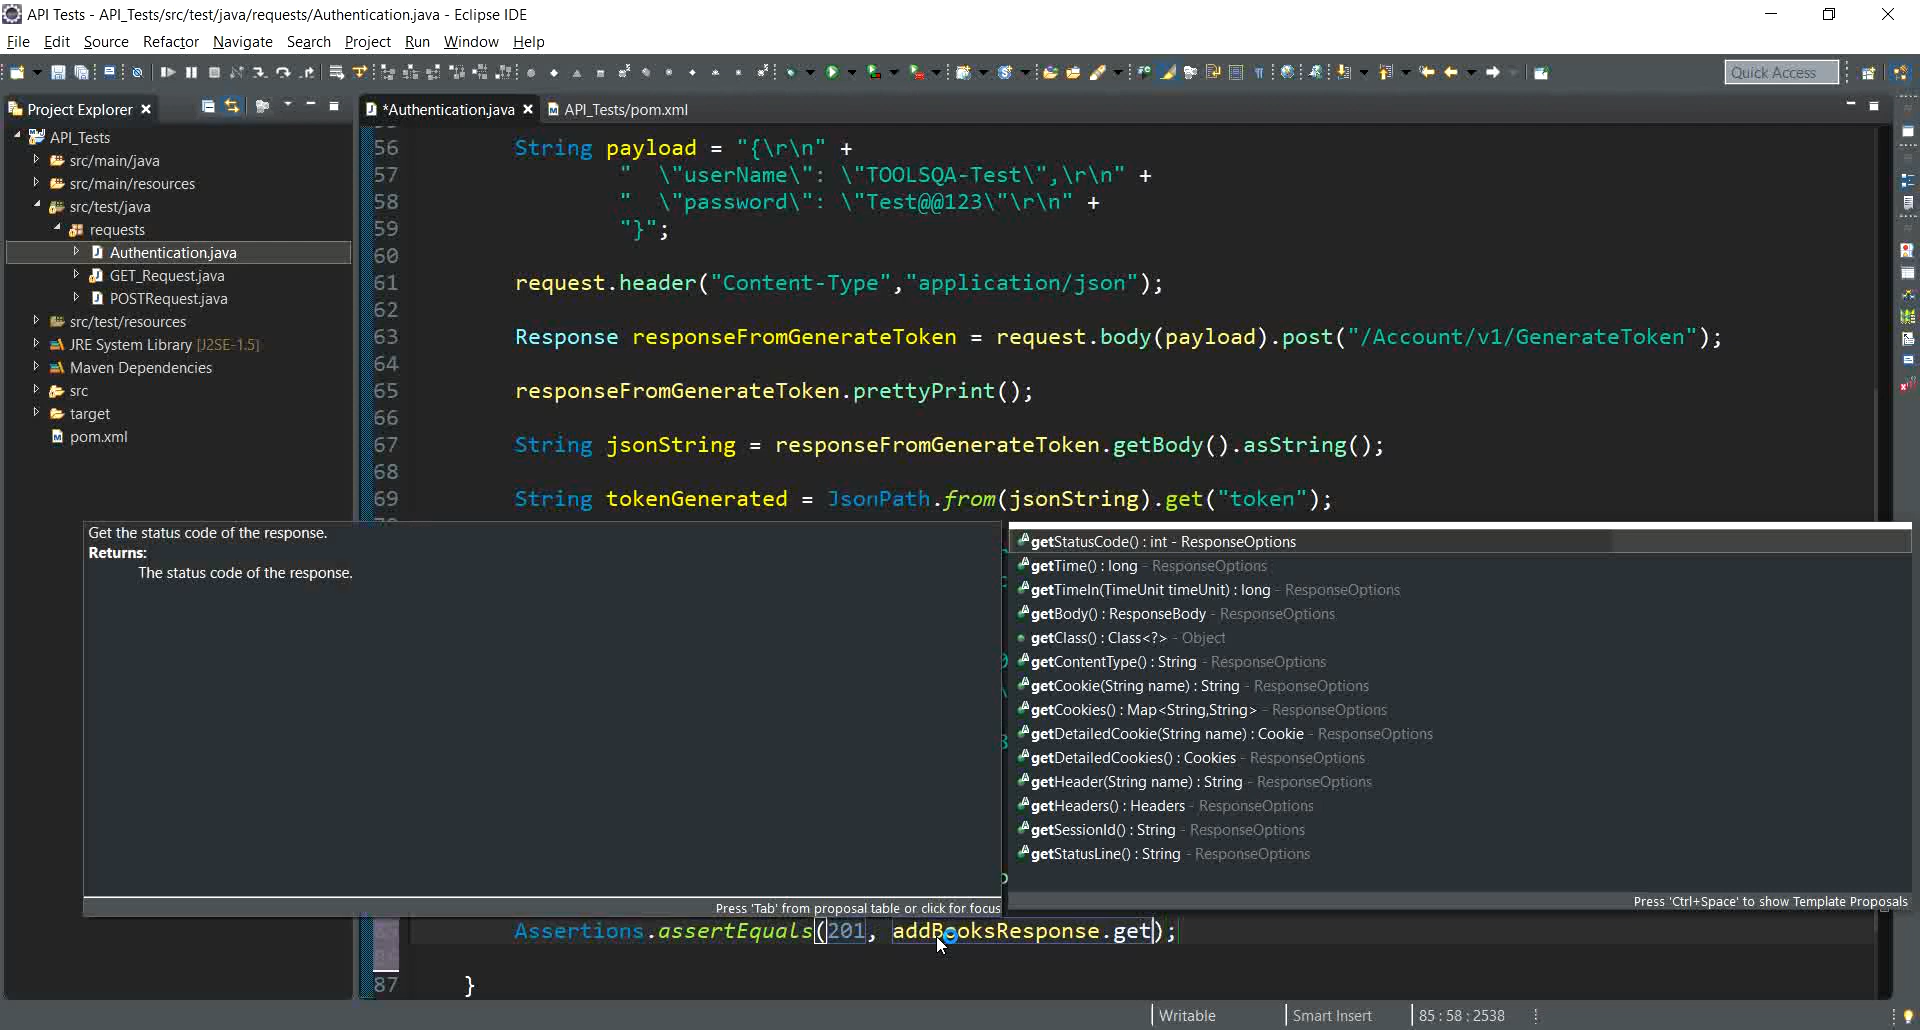 API Tests - API_Tests/src/test/java/requests/Authentication.java - Eclipse IDE
File Edit Source Refactor Navigate Search Project Run Window Help
Quick Access
Project Explorer
*Authentication.java API_Tests/pom.xml
API_Tests
src/main/java
src/main/resources
src/test/java
requests
Authentication.java
GET_Request.java
POSTRequest.java
src/test/resources
JRE System Library [J2SE-1.5]
Maven Dependencies
src
target
pom.xml
56 String payload = "{\r\n" +
57 " \"userName\": \"TOOLSQA-Test\",\r\n" +
58 " \"password\": \"Test@@123\"\r\n" +
59 "}";
60
61 request.header("Content-Type","application/json");
62
63 Response responseFromGenerateToken = request.body(payload).post("/Account/v1/GenerateToken");
64
65 responseFromGenerateToken.prettyPrint();
66
67 String jsonString = responseFromGenerateToken.getBody().asString();
68
69 String tokenGenerated = JsonPath.from(jsonString).get("token");
Get the status code of the response.
Returns:
The status code of the response.
Press 'Tab' from proposal table or click for focus
getStatusCode() : int - ResponseOptions
getTime() : long - ResponseOptions
getTimeIn(TimeUnit timeUnit) : long - ResponseOptions
getBody() : ResponseBody - ResponseOptions
getClass() : Class<?> - Object
getContentType() : String - ResponseOptions
getCookie(String name) : String - ResponseOptions
getCookies() : Map<String,String> - ResponseOptions
getDetailedCookie(String name) : Cookie - ResponseOptions
getDetailedCookies() : Cookies - ResponseOptions
getHeader(String name) : String - ResponseOptions
getHeaders() : Headers - ResponseOptions
getSessionId() : String - ResponseOptions
getStatusLine() : String - ResponseOptions
Press 'Ctrl+Space' to show Template Proposals
Assertions.assertEquals(201, addBooksResponse.get);
87 }
Writable Smart Insert 85 : 58 : 2538